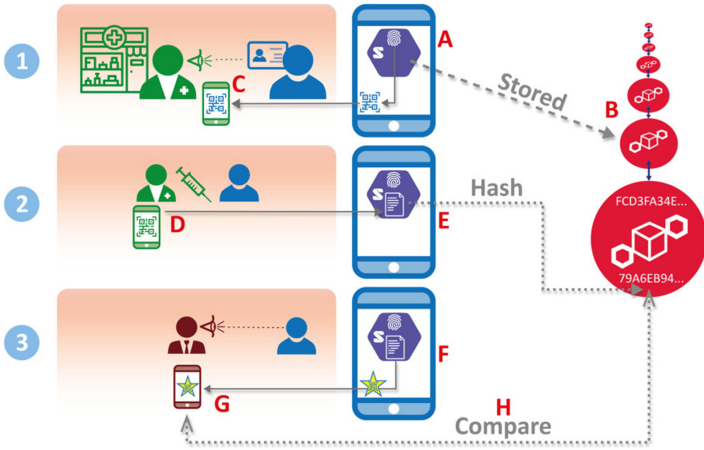 1
A
S
C
Stored
B
2
D
S
E
Hash
FCD3FA34E...
79A6EB94...
3
S
F
G
H
Compare